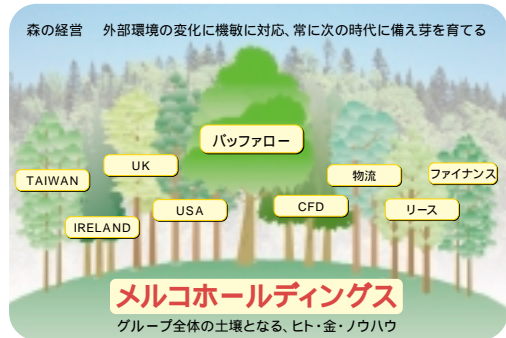 森の経営　外部環境の変化に機敏に対応、常に次の時代に備え芽を育てる
バッファロー
UK
TAIWAN
物流
ファイナンス
USA
CFD
リース
IRELAND
メルコホールディングス
グループ全体の土壌となる、ヒト・金・ノウハウ